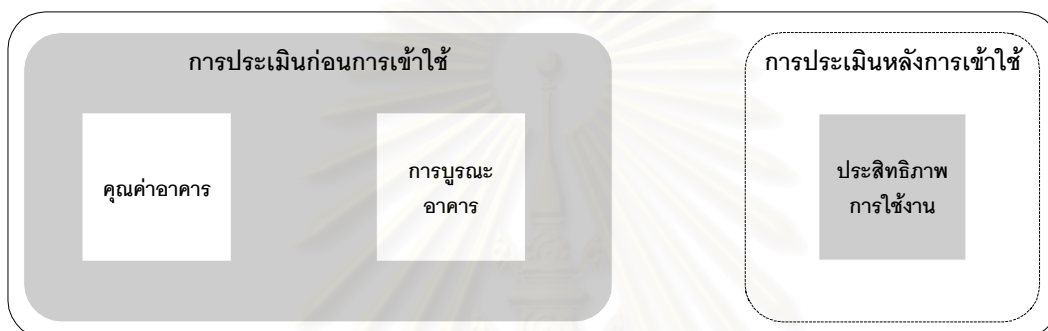 การประเมินก่อนการเข้าใช้
การประเมินหลังการเข้าใช้
คุณค่าอาคาร
การบูรณะ
อาคาร
ประสิทธิภาพ
การใช้งาน